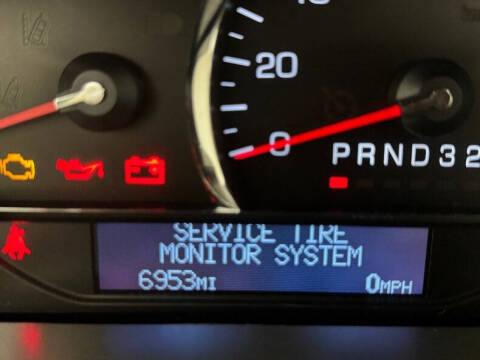 20
0
PRND32
SERVICE TIRE
MONITOR SYSTEM
6953MI 0MPH